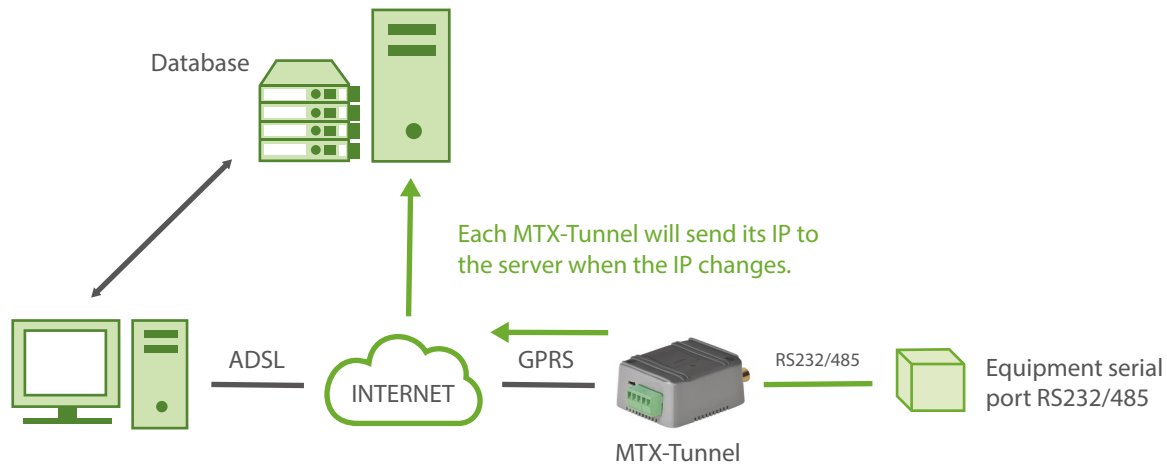 Database
Each MTX-Tunnel will send its IP to
the server when the IP changes.
ADSL
INTERNET
GPRS
RS232/485
Equipment serial
port RS232/485
MTX-Tunnel